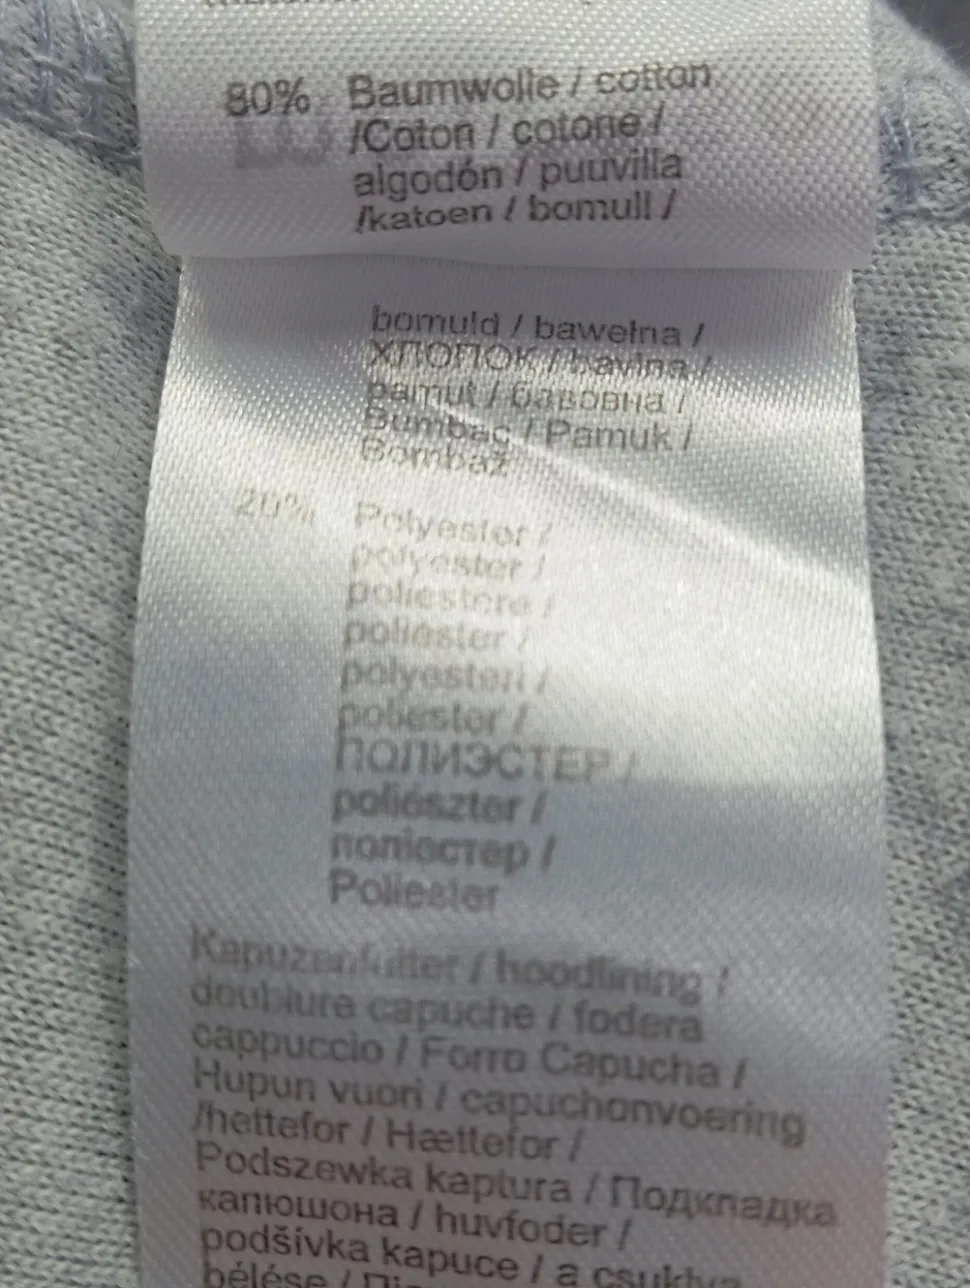 80% Baumwolle / cotton
/Coton / cotone /
algodón / puuvilla
/katoen / bomull /
bomuld / bawełna /
ХЛОПОК / bavlna /
pamut / бавовна /
Bumbac / Pamuk /
Bombaž
20% Polyester /
polyester /
poliestere /
poliéster /
polyesteri /
poliester /
ПОЛИЭСТЕР /
poliészter /
поліестер /
Poliester
Kapuzenfutter / hoodlining /
doublure capuche / fodera
cappuccio / Forro Capucha /
Hupun vuori / capuchonvoering
/hettefor / Hættefor /
Podszewka kaptura / Подкладка
капюшона / huvfoder /
podšívka kapuce / a csuklya
bélése /